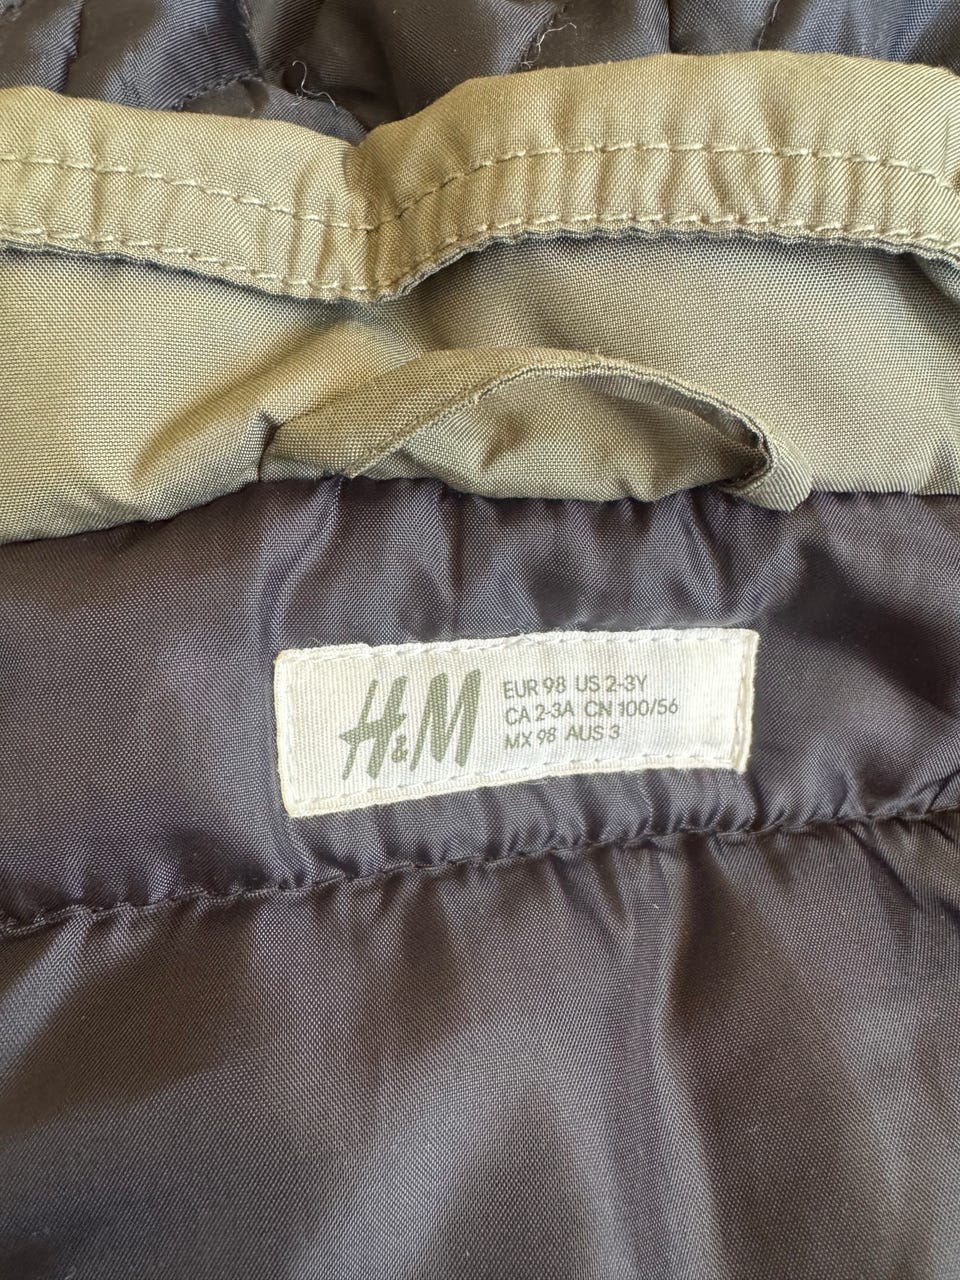 H&M
EUR 98 US 2-3Y
CA 2-3A CN 100/56
MX 98 AUS 3